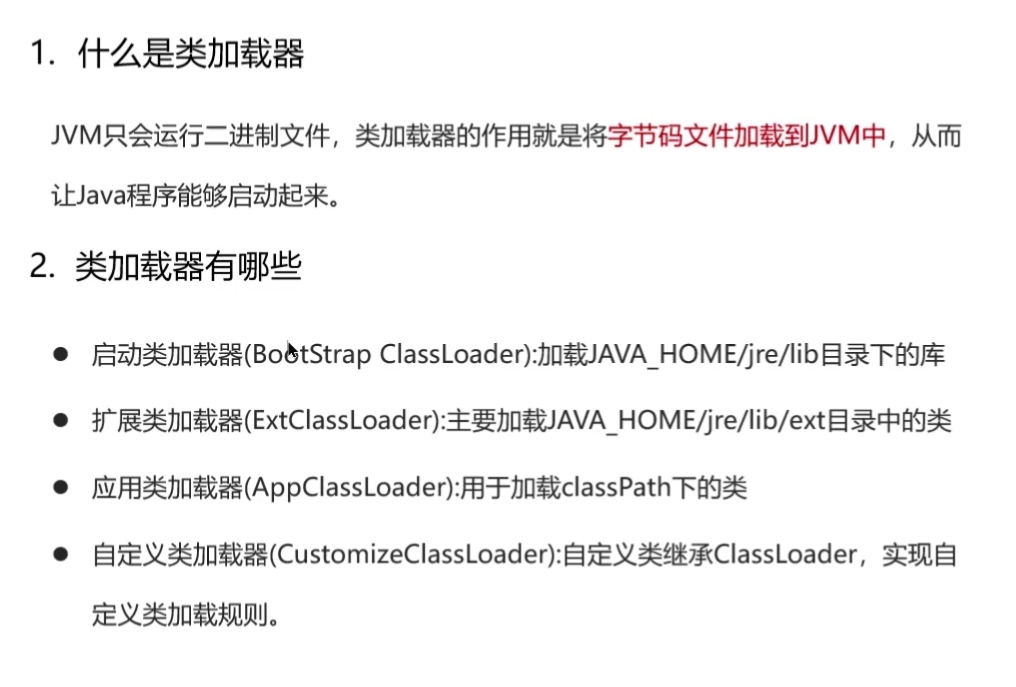 1. 什么是类加载器
JVM只会运行二进制文件，类加载器的作用就是将字节码文件加载到JVM中，从而
让Java程序能够启动起来。
2. 类加载器有哪些
● 启动类加载器(BootStrap ClassLoader):加载JAVA_HOME/jre/lib目录下的库
● 扩展类加载器(ExtClassLoader):主要加载JAVA_HOME/jre/lib/ext目录中的类
● 应用类加载器(AppClassLoader):用于加载classPath下的类
● 自定义类加载器(CustomizeClassLoader):自定义类继承ClassLoader，实现自
定义类加载规则。